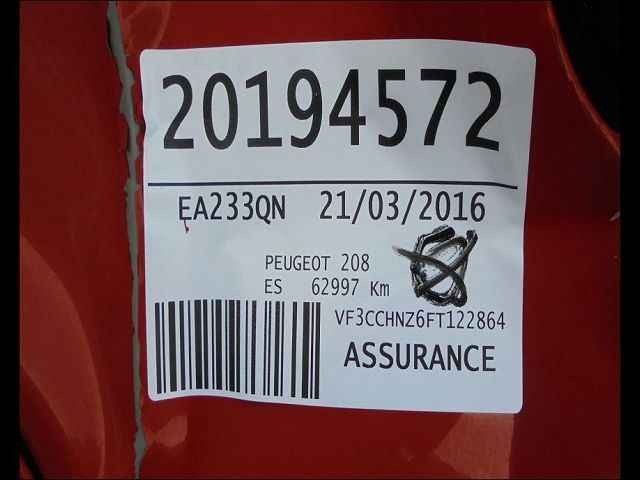 20194572
EA233QN 21/03/2016
PEUGEOT 208
ES 62997 Km
VF3CCHNZ6FT122864
ASSURANCE